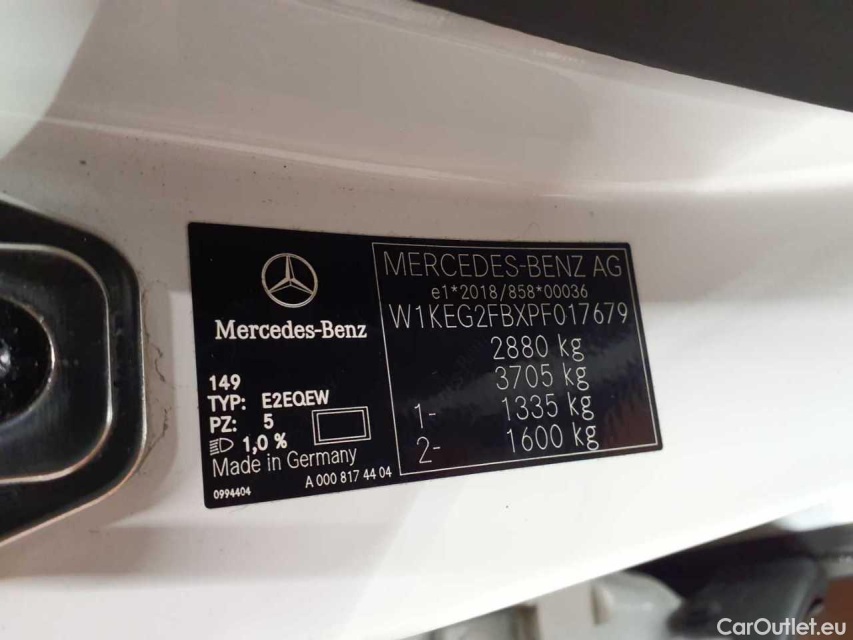 Mercedes-Benz
149
TYP: E2EQEW
PZ: 5
1,0 %
Made in Germany
0994404
A 000 817 44 04
MERCEDES-BENZ AG
e1*2018/858*00036
W1KEG2FBXPF017679
2880 kg
3705 kg
1- 1335 kg
2- 1600 kg
CarOutlet.eu